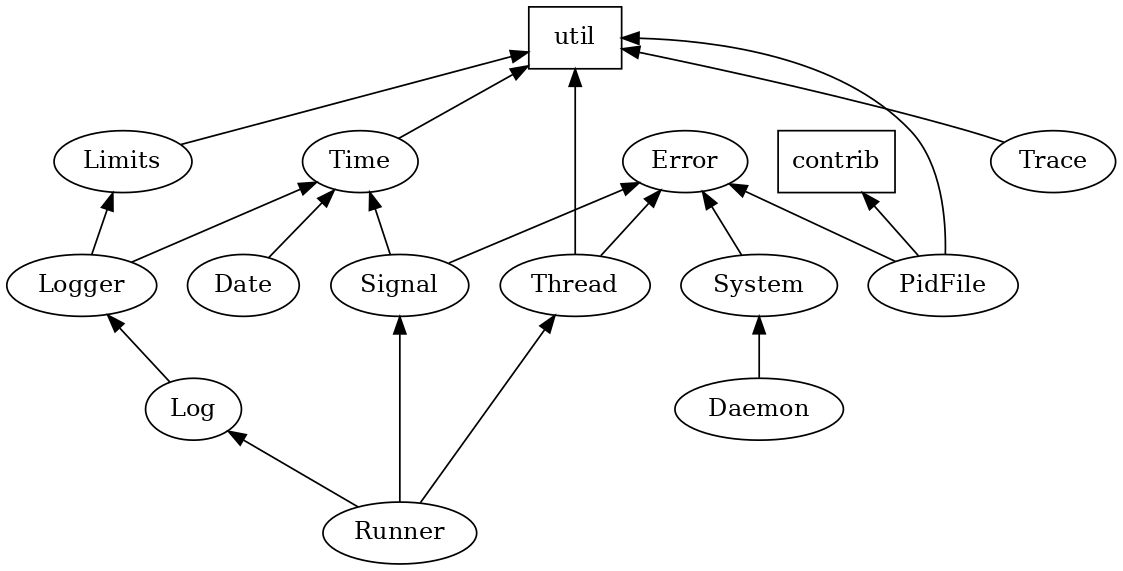 util
Limits
Time
Error
contrib
Trace
Logger
Date
Signal
Thread
System
PidFile
Log
Daemon
Runner